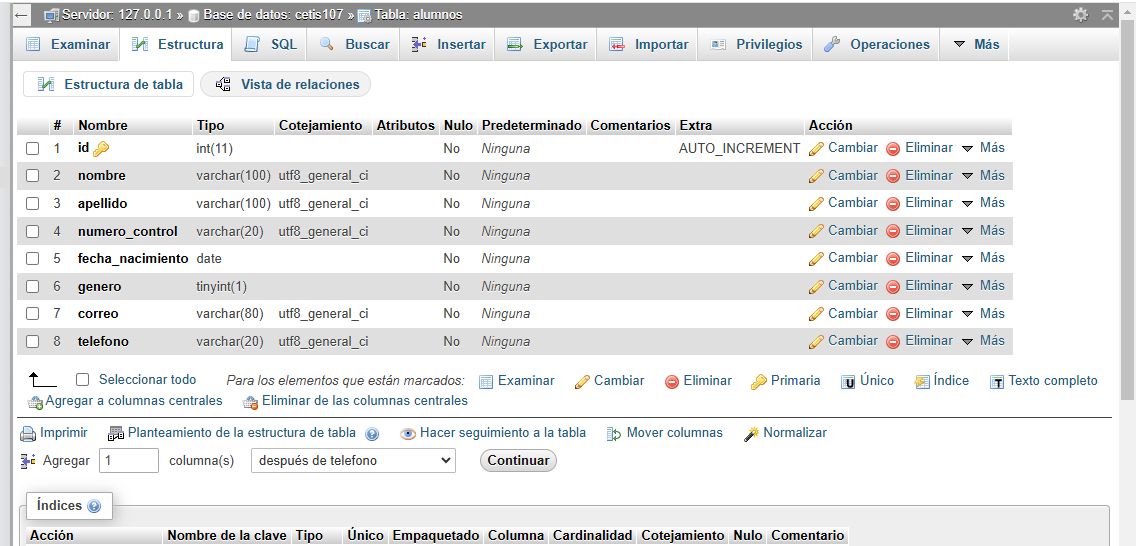 Servidor: 127.0.0.1 » Base de datos: cetis107 » Tabla: alumnos
Examinar Estructura SQL Buscar Insertar Exportar Importar Privilegios Operaciones Más
Estructura de tabla Vista de relaciones
# Nombre Tipo Cotejamiento Atributos Nulo Predeterminado Comentarios Extra Acción
1 id int(11) No Ninguna AUTO_INCREMENT Cambiar Eliminar Más
2 nombre varchar(100) utf8_general_ci No Ninguna Cambiar Eliminar Más
3 apellido varchar(100) utf8_general_ci No Ninguna Cambiar Eliminar Más
4 numero_control varchar(20) utf8_general_ci No Ninguna Cambiar Eliminar Más
5 fecha_nacimiento date No Ninguna Cambiar Eliminar Más
6 genero tinyint(1) No Ninguna Cambiar Eliminar Más
7 correo varchar(80) utf8_general_ci No Ninguna Cambiar Eliminar Más
8 telefono varchar(20) utf8_general_ci No Ninguna Cambiar Eliminar Más
Seleccionar todo Para los elementos que están marcados: Examinar Cambiar Eliminar Primaria Único Índice Texto completo
Agregar a columnas centrales Eliminar de las columnas centrales
Imprimir Planteamiento de la estructura de tabla Hacer seguimiento a la tabla Mover columnas Normalizar
Agregar 1 columna(s) después de telefono Continuar
Índices
Acción Nombre de la clave Tipo Único Empaquetado Columna Cardinalidad Cotejamiento Nulo Comentario